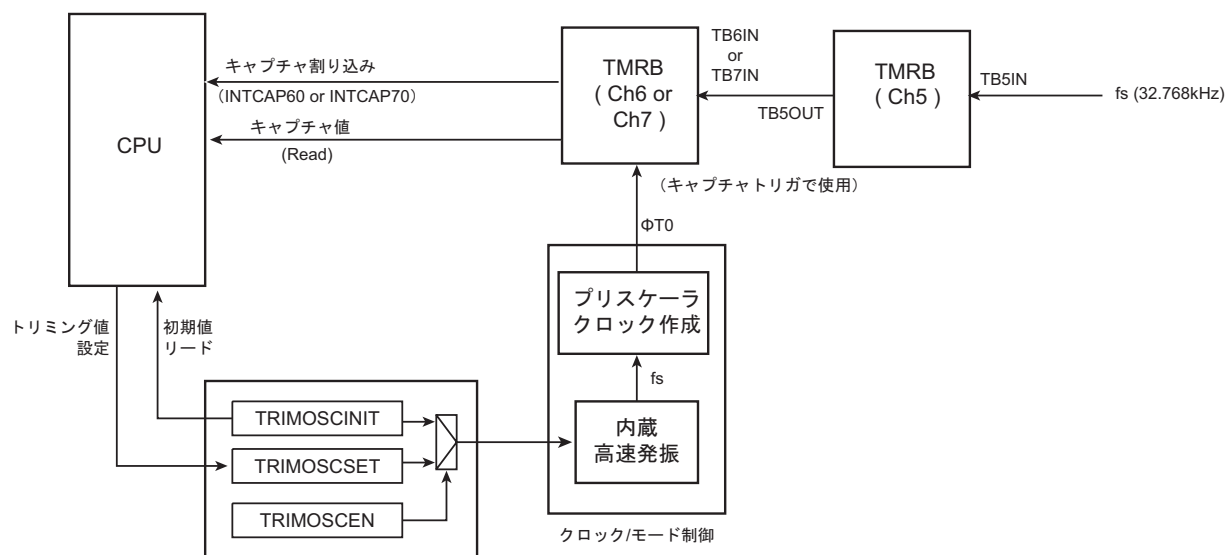 CPU
キャプチャ割り込み
（INTCAP60 or INTCAP70）
キャプチャ値
(Read)
TMRB
( Ch6 or
Ch7 )
TB6IN
or
TB7IN
TB5OUT
TMRB
( Ch5 )
TB5IN
fs (32.768kHz)
（キャプチャトリガで使用）
ΦT0
プリスケーラ
クロック作成
fs
内蔵
高速発振
クロック/モード制御
トリミング値
設定
初期値
リード
TRIMOSCINIT
TRIMOSCSET
TRIMOSCEN